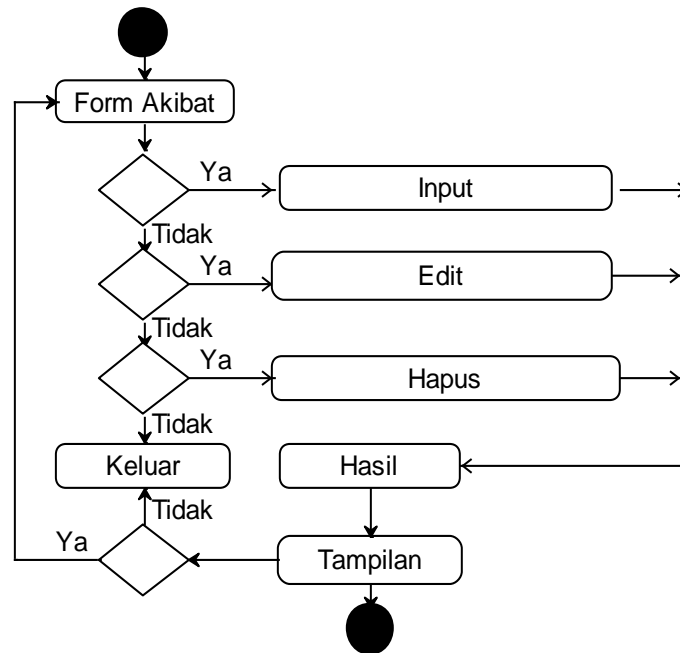 Form Akibat
Ya
Input
Tidak
Ya
Edit
Tidak
Ya
Hapus
Tidak
Keluar
Hasil
Tidak
Ya
Tampilan